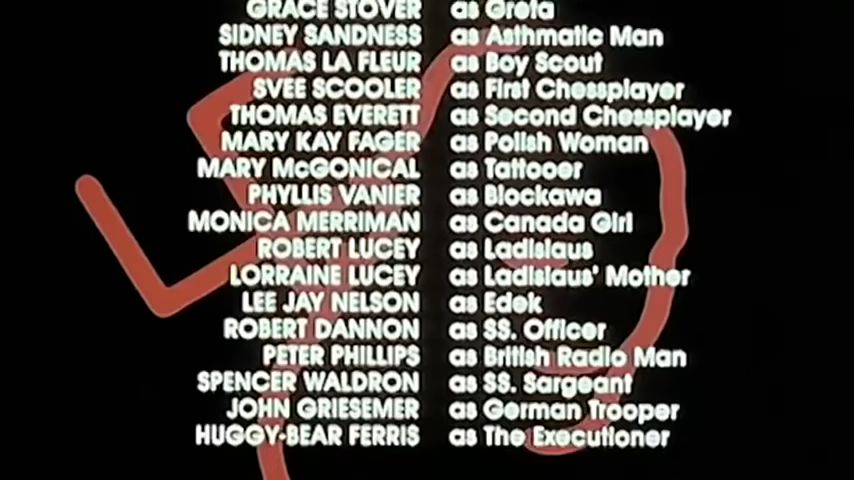 GRACE STOVER as Greta
SIDNEY SANDNESS as Asthmatic Man
THOMAS LA FLEUR as Boy Scout
SVEE SCOOLER as First Chessplayer
THOMAS EVERETT as Second Chessplayer
MARY KAY FAGER as Polish Woman
MARY McGONICAL as Tattooer
PHYLLIS VANIER as Blockawa
MONICA MERRIMAN as Canada Girl
ROBERT LUCEY as Ladislaus
LORRAINE LUCEY as Ladislaus' Mother
LEE JAY NELSON as Edek
ROBERT DANNON as SS. Officer
PETER PHILLIPS as British Radio Man
SPENCER WALDRON as SS. Sargeant
JOHN GRIESEMER as German Trooper
HUGGY-BEAR FERRIS as The Executioner